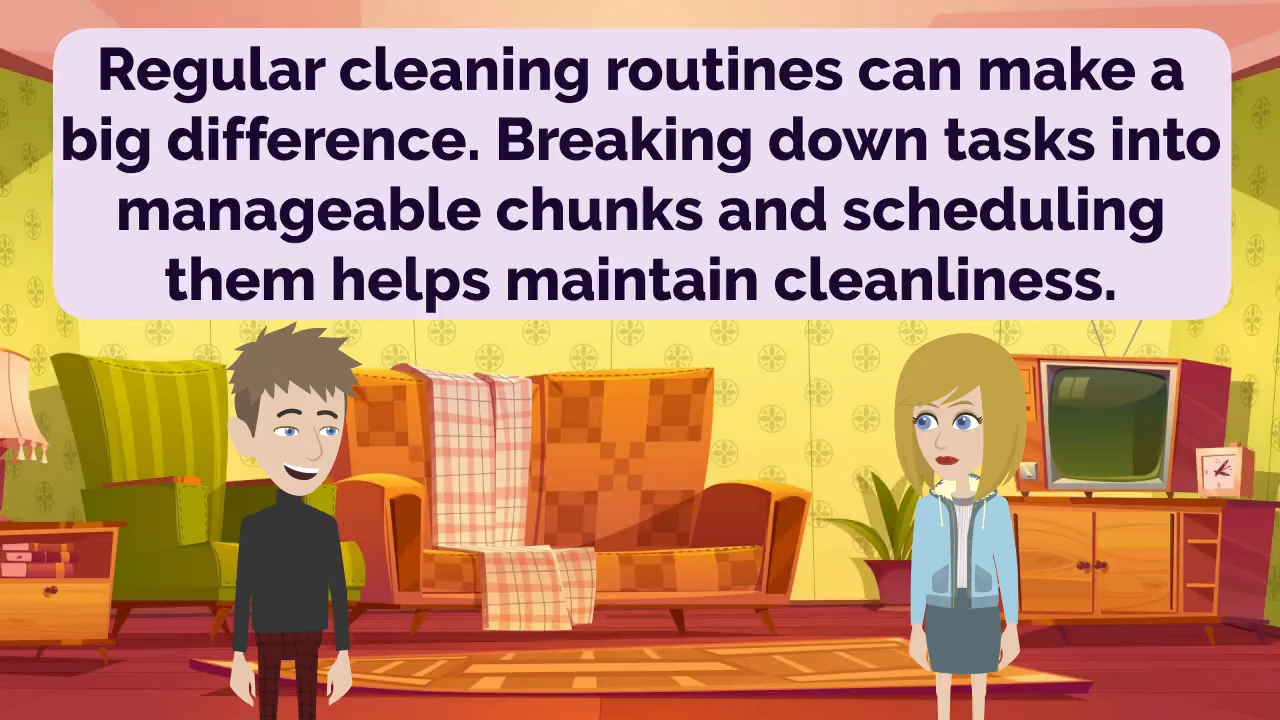 Regular cleaning routines can make a
big difference. Breaking down tasks into
manageable chunks and scheduling
them helps maintain cleanliness.